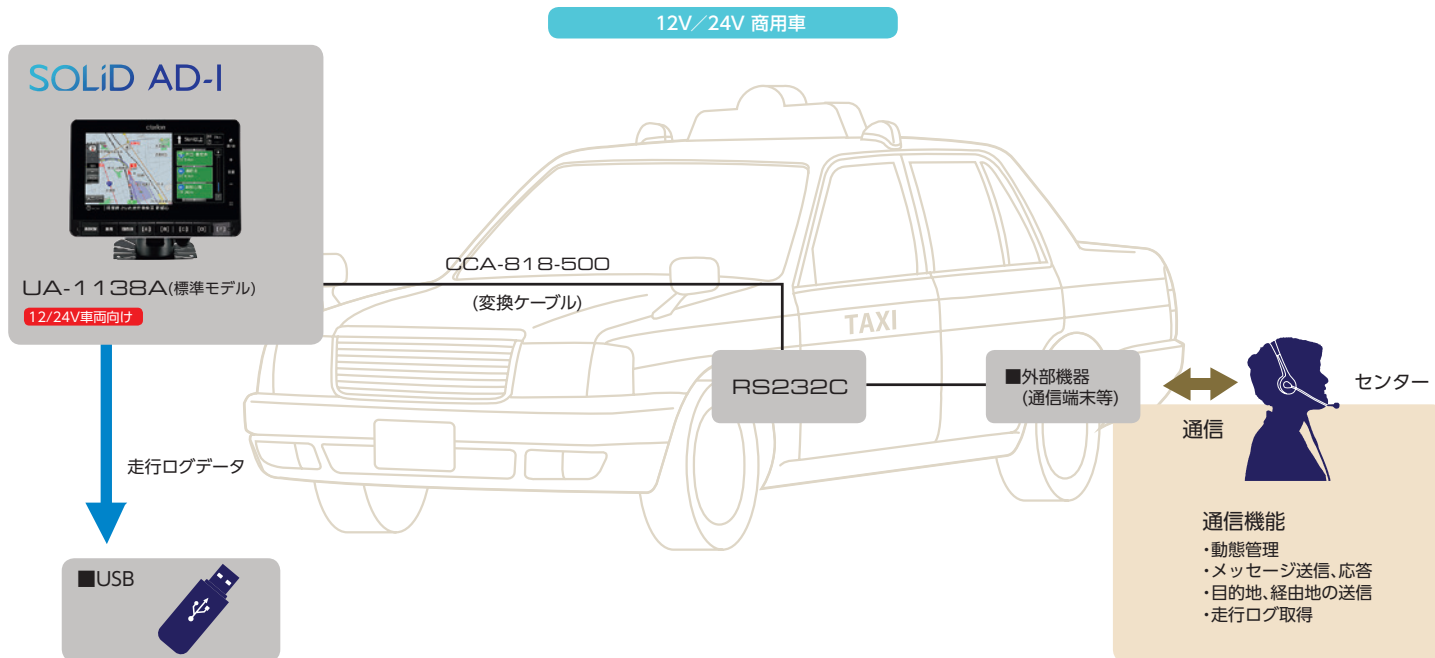 12V／24V 商用車
SOLiD AD-I
clarion
UA-1138A(標準モデル)
12/24V車両向け
CCA-818-500
(変換ケーブル)
TAXI
RS232C
■外部機器
(通信端末等)
センター
通信
走行ログデータ
■USB
通信機能
・動態管理
・メッセージ送信、応答
・目的地、経由地の送信
・走行ログ取得